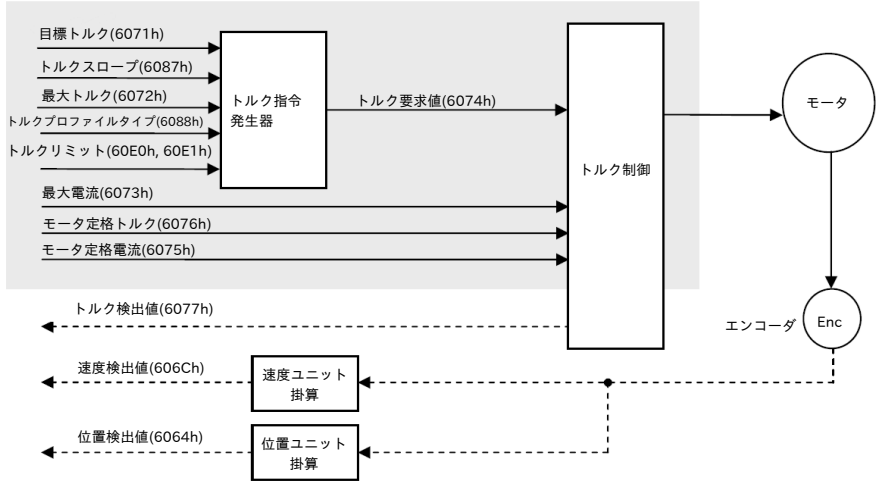 目標トルク(6071h)
トルクスロープ(6087h)
最大トルク(6072h)
トルクプロファイルタイプ(6088h)
トルクリミット(60E0h, 60E1h)
トルク指令
発生器
トルク要求値(6074h)
トルク制御
モータ
最大電流(6073h)
モータ定格トルク(6076h)
モータ定格電流(6075h)
トルク検出値(6077h)
エンコーダ
Enc
速度検出値(606Ch)
速度ユニット
掛算
位置検出値(6064h)
位置ユニット
掛算